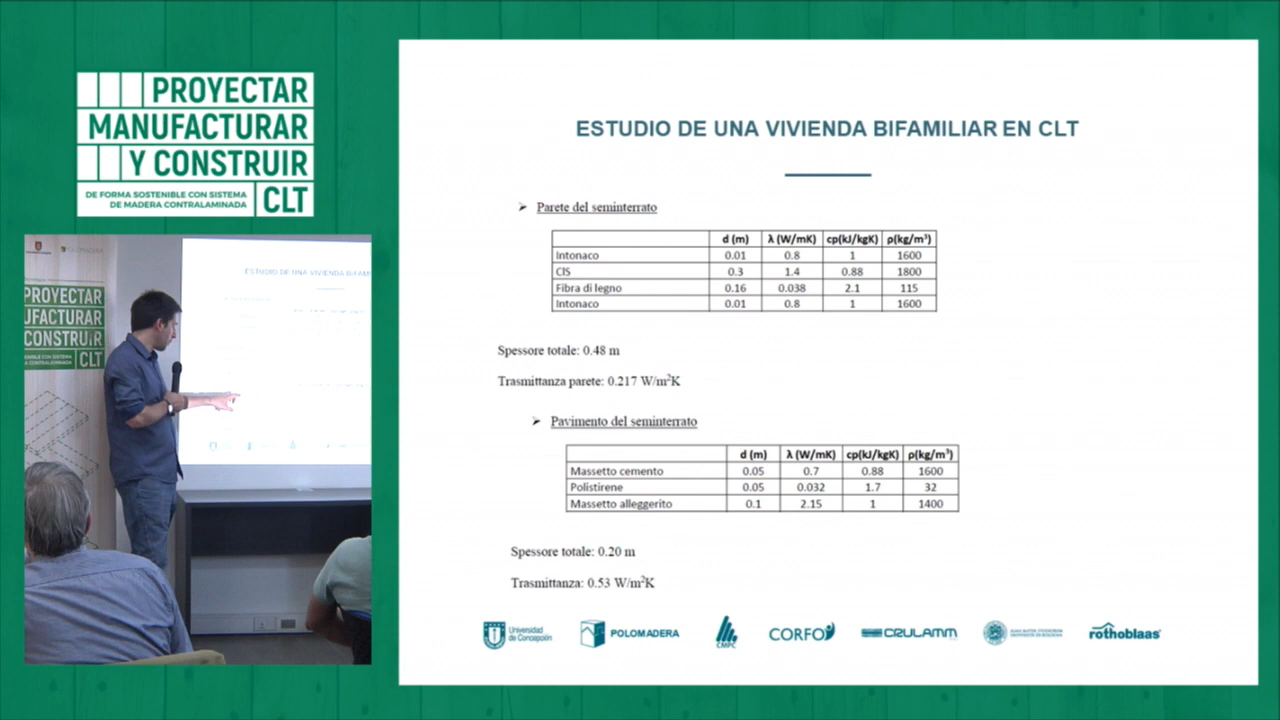 PROYECTAR
MANUFACTURAR
Y CONSTRUIR
DE FORMA SOSTENIBLE CON SISTEMA
DE MADERA CONTRALAMINADA
CLT
ESTUDIO DE UNA VIVIENDA BIFAMILIAR EN CLT
PROYECTAR
UFACTURAR
CONSTRUIR
CLT
ESTUDIO DE UNA VIVIENDA BIFAM
➢ Parete del seminterrato
d (m) λ (W/mK) cp(kJ/kgK) ρ(kg/m³)
Intonaco 0.01 0.8 1 1600
ClS 0.3 1.4 0.88 1800
Fibra di legno 0.16 0.038 2.1 115
Intonaco 0.01 0.8 1 1600
Spessore totale: 0.48 m
Trasmittanza parete: 0.217 W/m²K
➢ Pavimento del seminterrato
d (m) λ (W/mK) cp(kJ/kgK) ρ(kg/m³)
Massetto cemento 0.05 0.7 0.88 1600
Polistirene 0.05 0.032 1.7 32
Massetto alleggerito 0.1 2.15 1 1400
Spessore totale: 0.20 m
Trasmittanza: 0.53 W/m²K
Universidad
de Concepción
POLOMADERA
CMPC
CORFO
CRULAMM
rothoblaas